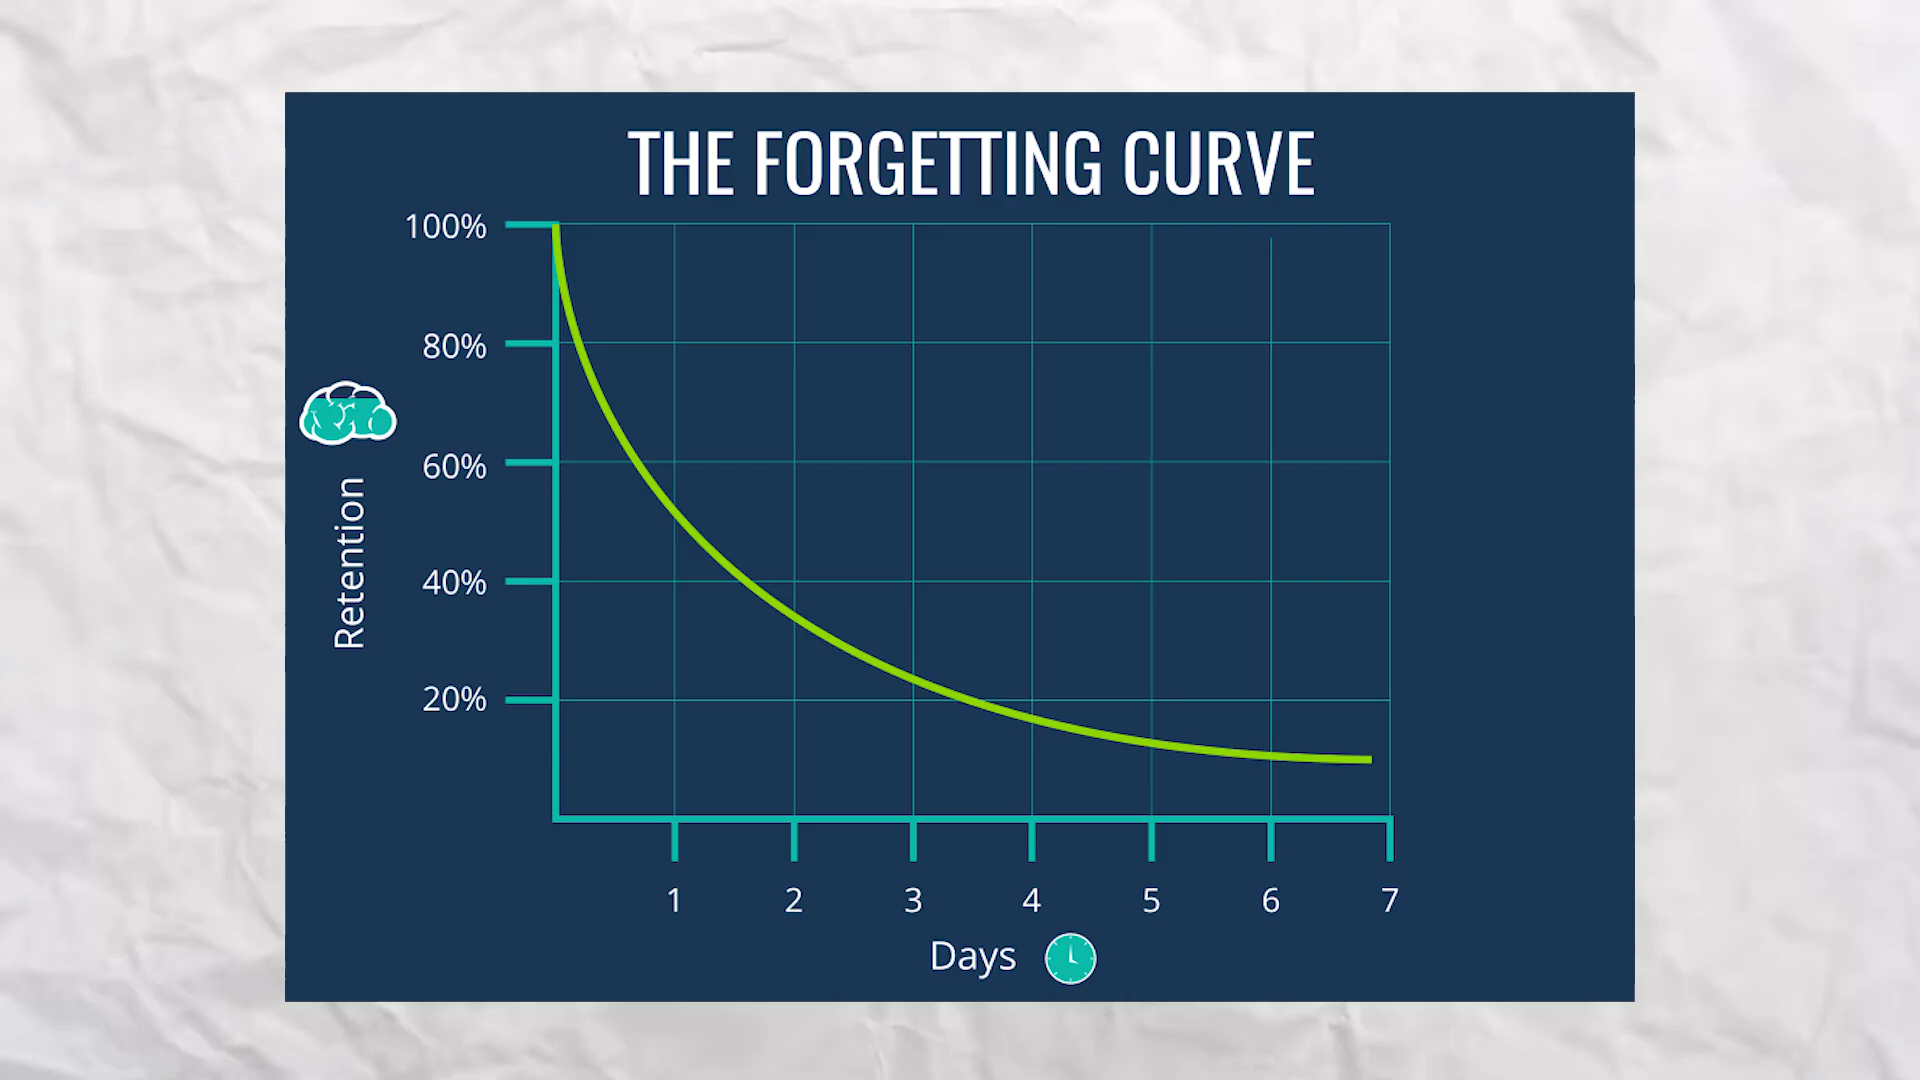 THE FORGETTING CURVE
100%
80%
60%
40%
20%
Retention
1 2 3 4 5 6 7
Days